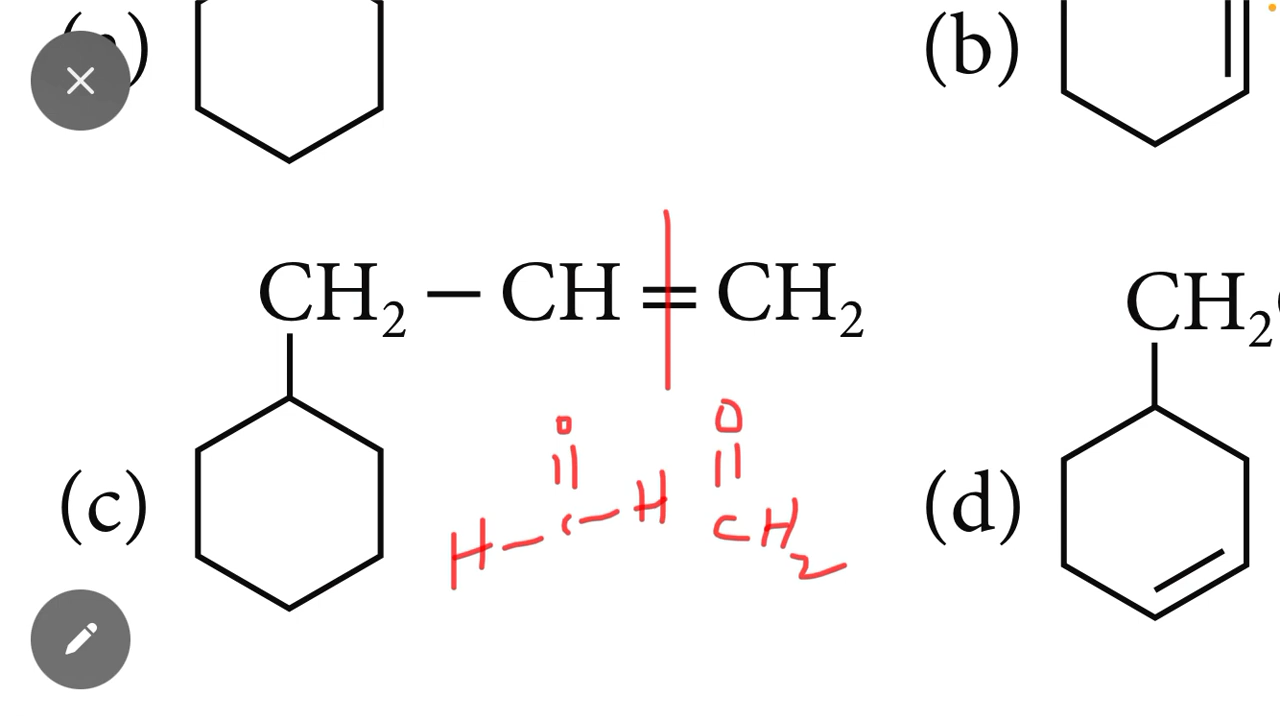 (b)
CH₂ – CH = CH₂
CH₂
O O
H – C – H CH₂
(c)
(d)